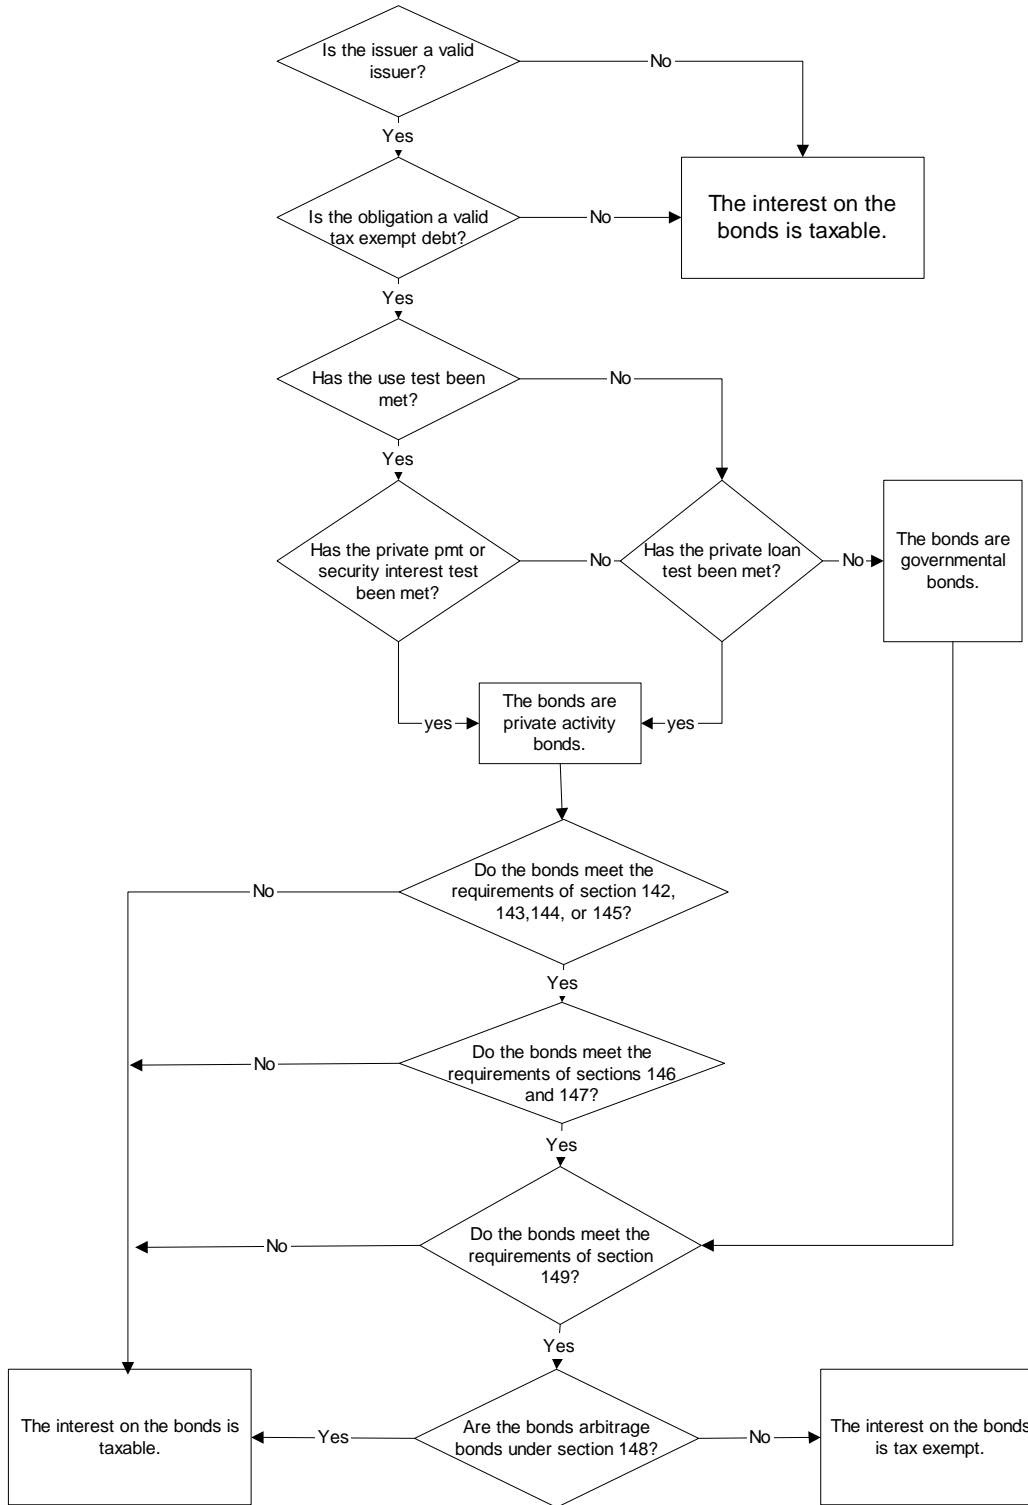 Is the issuer a valid
issuer?
No
Yes
The interest on the
bonds is taxable.
Is the obligation a valid
tax exempt debt?
No
Yes
Has the use test been
met?
No
Yes
Has the private pmt or
security interest test
been met?
No
Has the private loan
test been met?
No
The bonds are
governmental
bonds.
yes
The bonds are
private activity
bonds.
yes
Do the bonds meet the
requirements of section 142,
143,144, or 145?
No
Yes
Do the bonds meet the
requirements of sections 146
and 147?
No
Yes
Do the bonds meet the
requirements of section
149?
No
Yes
The interest on the bonds is
taxable.
Yes
Are the bonds arbitrage
bonds under section 148?
No
The interest on the bonds
is tax exempt.